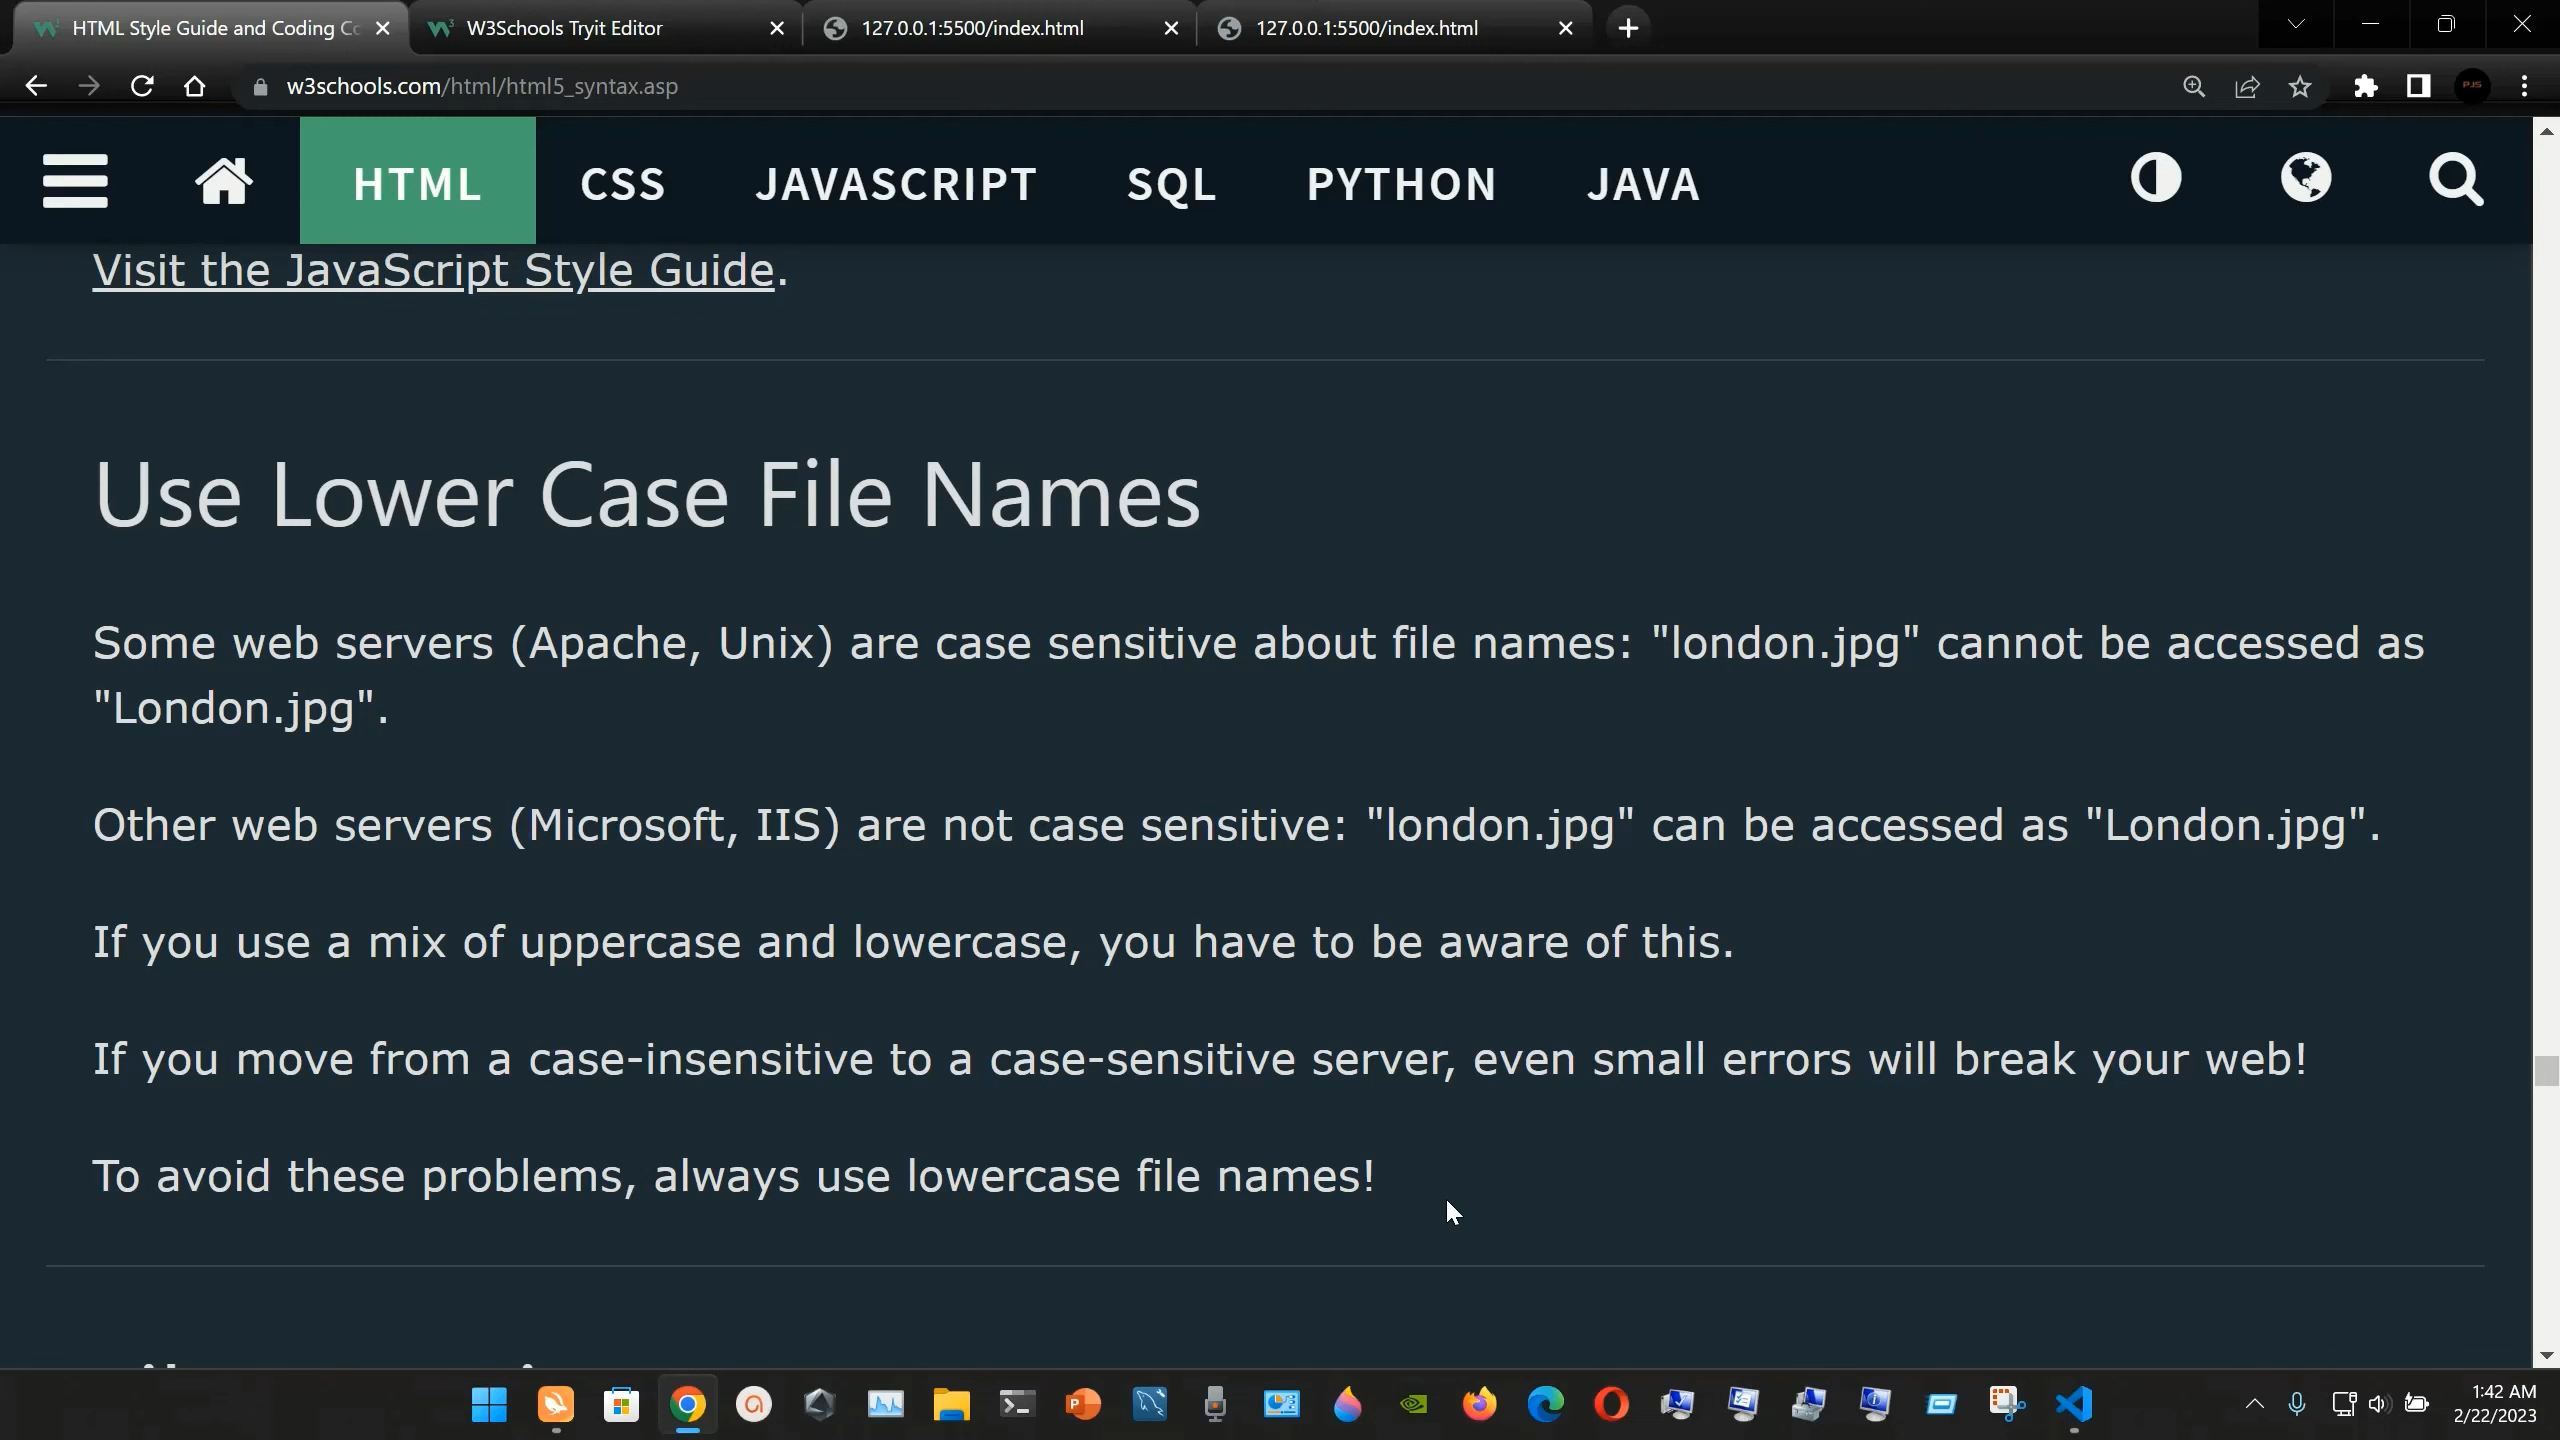 HTML Style Guide and Coding Co
W3Schools Tryit Editor
127.0.0.1:5500/index.html
127.0.0.1:5500/index.html
w3schools.com/html/html5_syntax.asp
PJS
HTML
CSS
JAVASCRIPT
SQL
PYTHON
JAVA
Visit the JavaScript Style Guide.
Use Lower Case File Names
Some web servers (Apache, Unix) are case sensitive about file names: "london.jpg" cannot be accessed as
"London.jpg".
Other web servers (Microsoft, IIS) are not case sensitive: "london.jpg" can be accessed as "London.jpg".
If you use a mix of uppercase and lowercase, you have to be aware of this.
If you move from a case-insensitive to a case-sensitive server, even small errors will break your web!
To avoid these problems, always use lowercase file names!
1:42 AM
2/22/2023